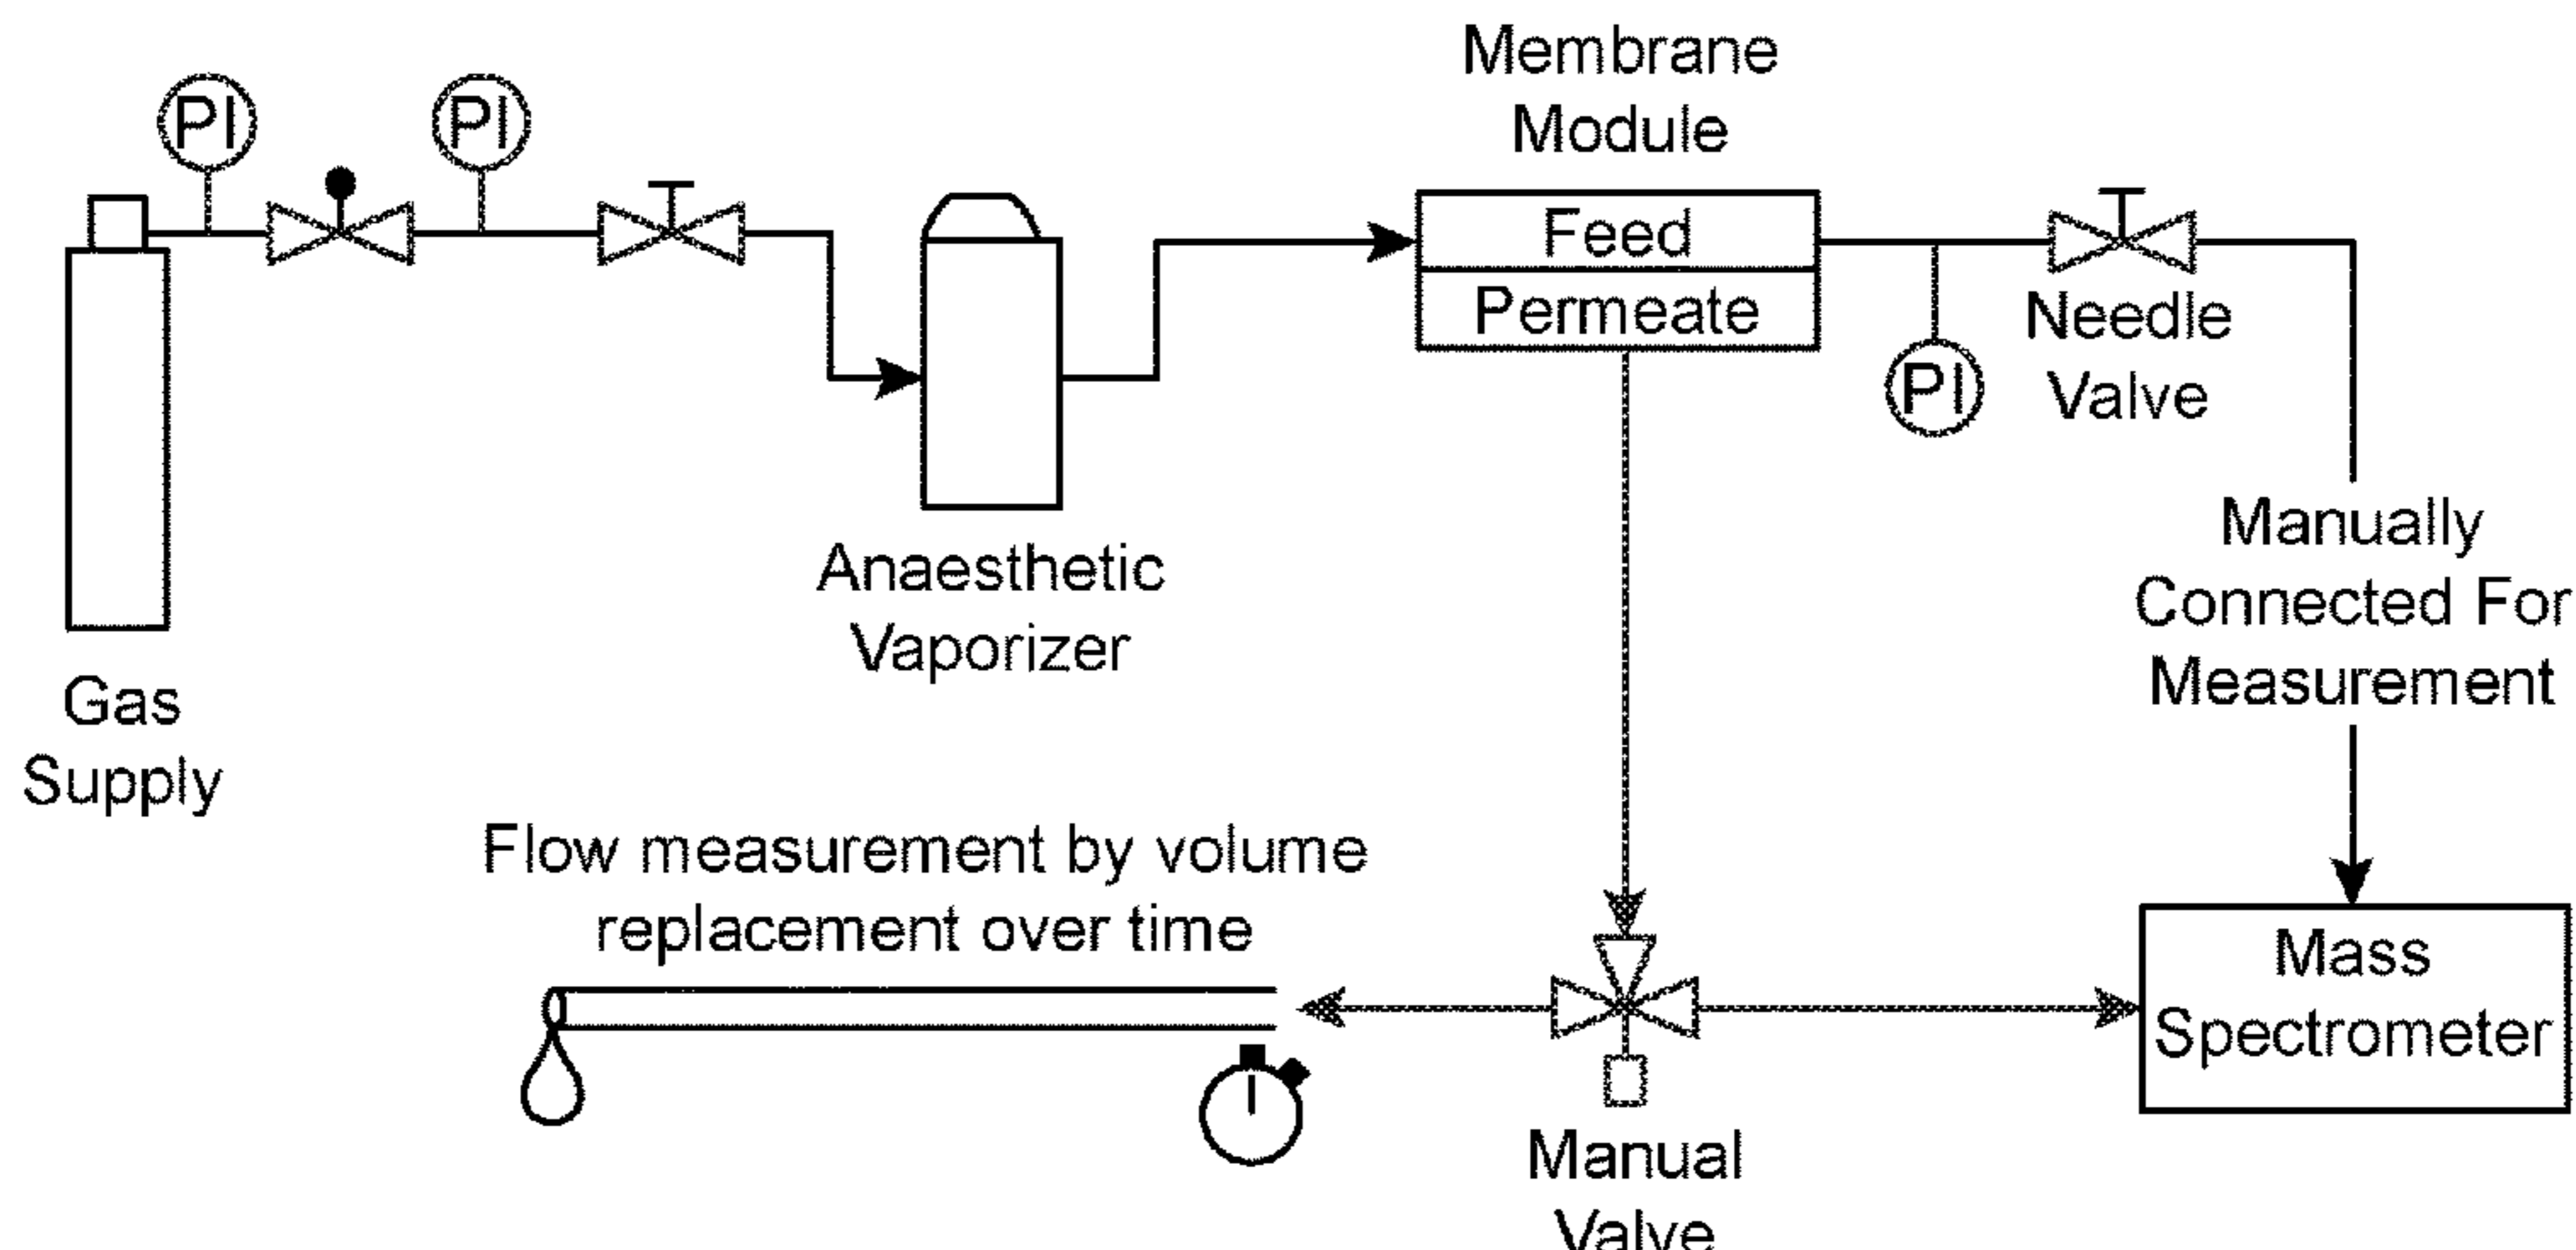 Membrane
Module
PI
PI
Feed
Permeate
PI
Needle
Valve
Anaesthetic
Vaporizer
Gas
Supply
Manually
Connected For
Measurement
Flow measurement by volume
replacement over time
Mass
Spectrometer
Manual
Valve